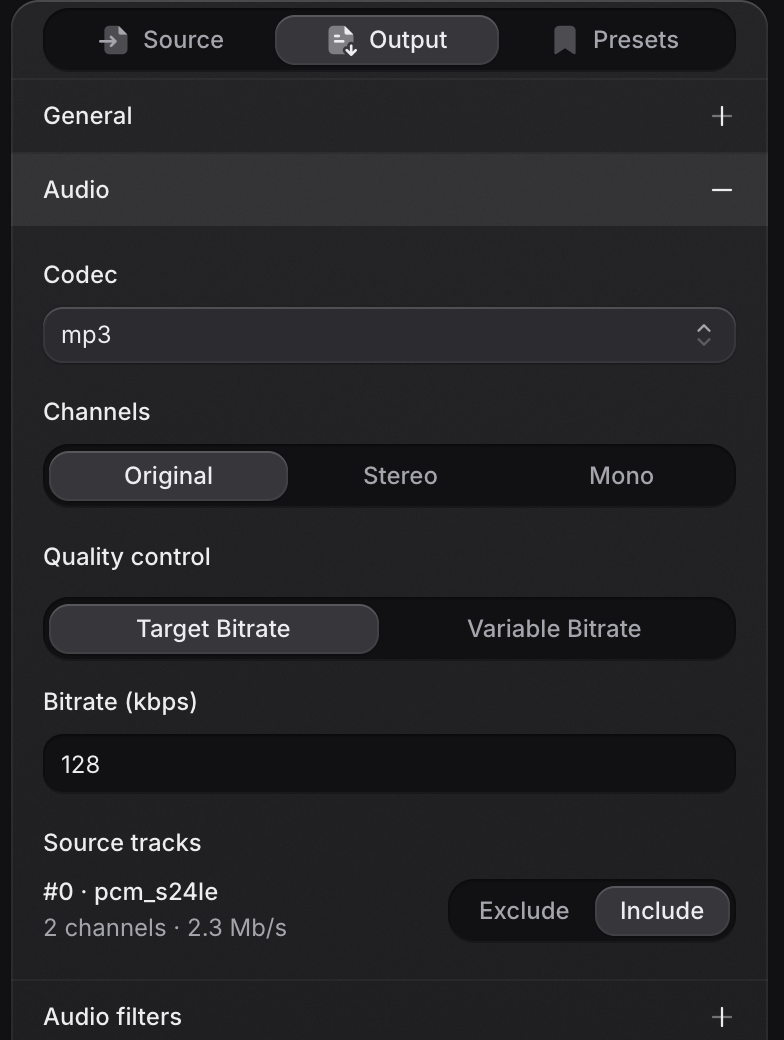 Source Output Presets
General
Audio
Codec
mp3
Channels
Original Stereo Mono
Quality control
Target Bitrate Variable Bitrate
Bitrate (kbps)
128
Source tracks
#0 · pcm_s24le
2 channels · 2.3 Mb/s
Exclude Include
Audio filters